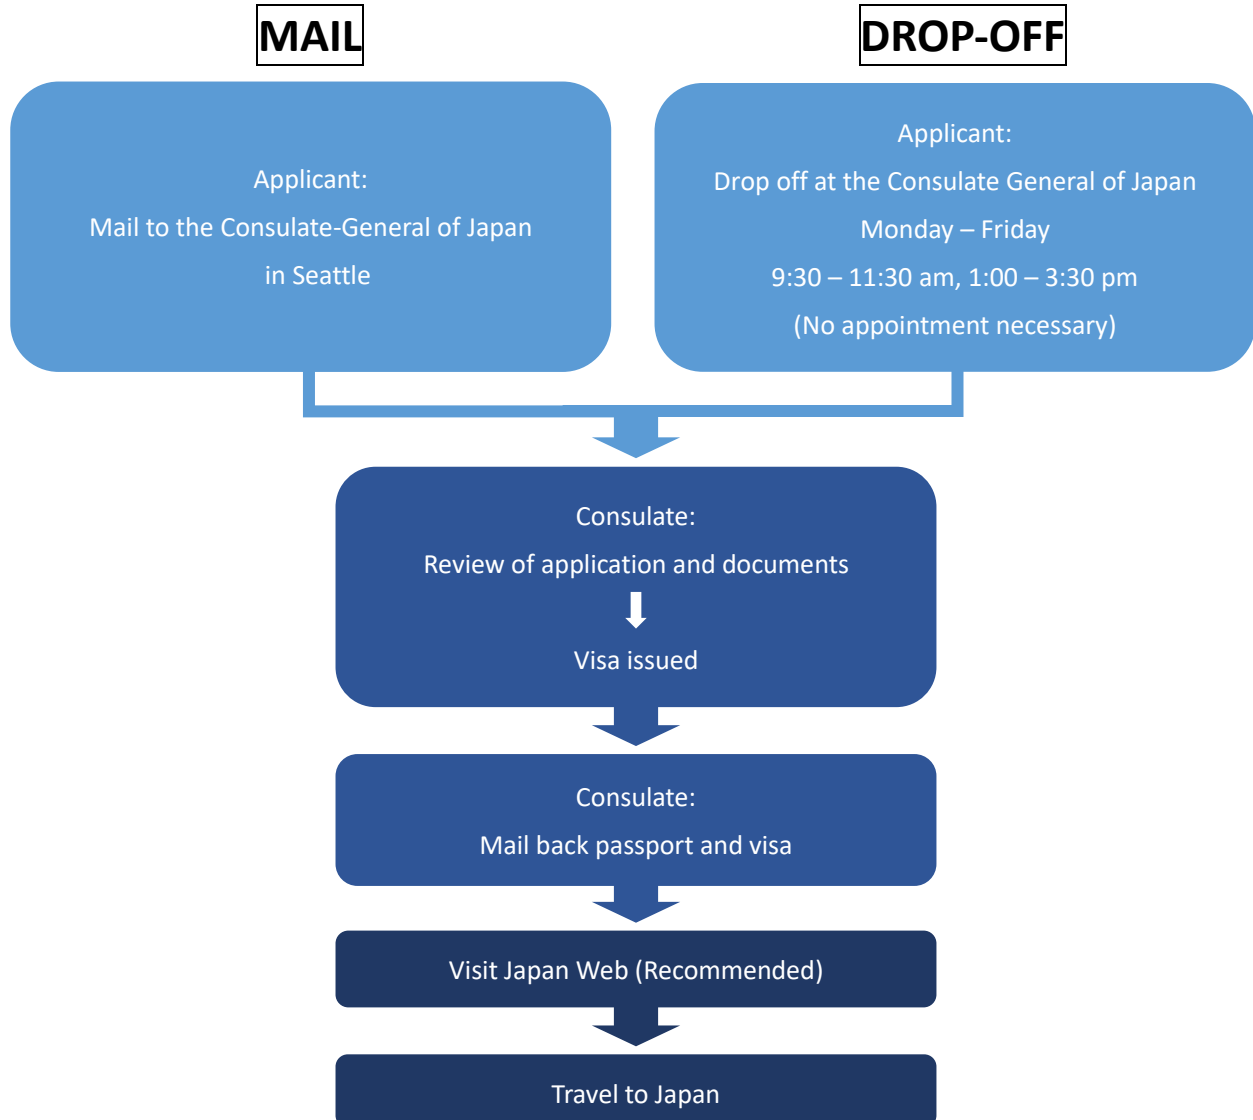 MAIL
Applicant:
Mail to the Consulate-General of Japan
in Seattle
DROP-OFF
Applicant:
Drop off at the Consulate General of Japan
Monday – Friday
9:30 – 11:30 am, 1:00 – 3:30 pm
(No appointment necessary)
Consulate:
Review of application and documents
Visa issued
Consulate:
Mail back passport and visa
Visit Japan Web (Recommended)
Travel to Japan